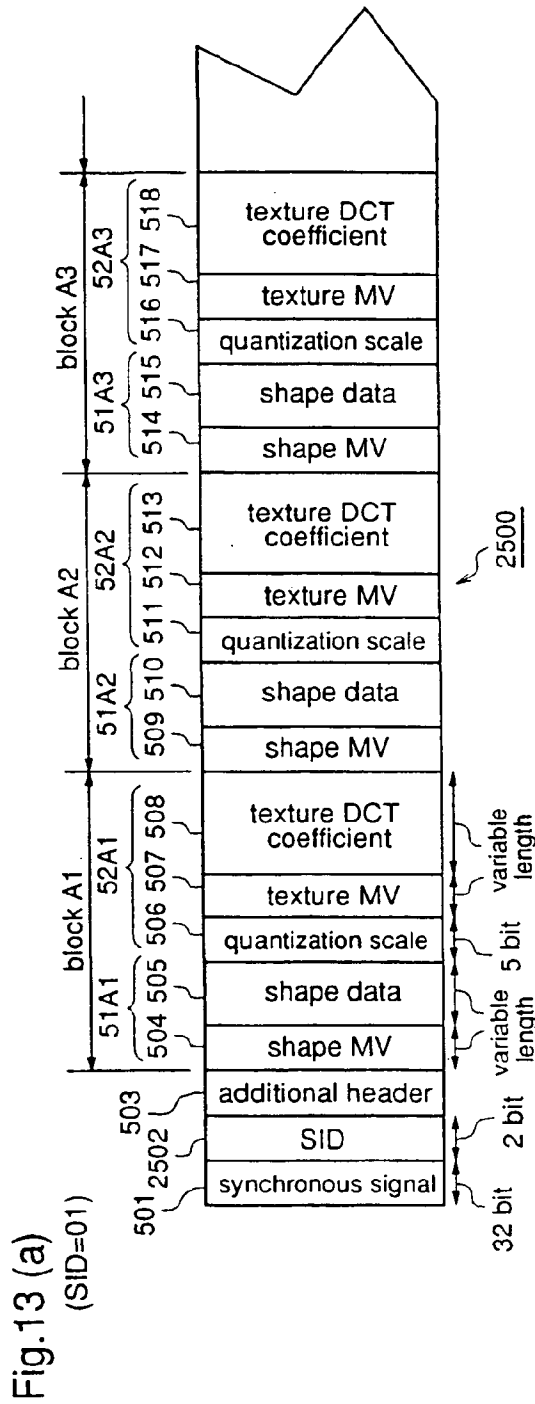 Fig.13 (a)
(SID=01)
block A1
block A2
block A3
51A1
52A1
51A2
52A2
51A3
52A3
501
2502
503
504
505
506
507
508
509
510
511
512
513
514
515
516
517
518
synchronous signal
SID
additional header
shape MV
shape data
quantization scale
texture MV
texture DCT
coefficient
shape MV
shape data
quantization scale
texture MV
texture DCT
coefficient
shape MV
shape data
quantization scale
texture MV
texture DCT
coefficient
32 bit
2 bit
variable
length
5 bit
variable
length
2500